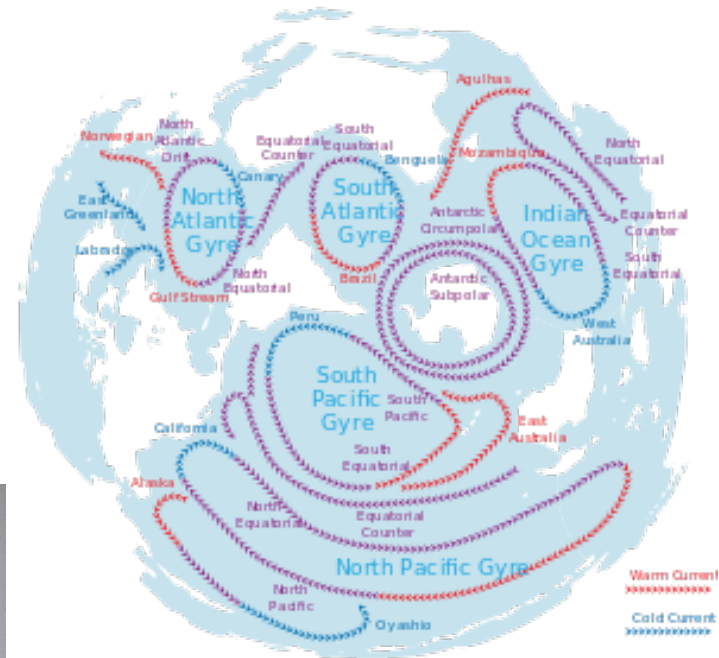 Agulhas
Norwegian
North
Atlantic
Drift
Equatorial
Counter
South
Equatorial
Benguela
Mozambique
North
Equatorial
Canary
East
Greenland
North
Atlantic
Gyre
South
Atlantic
Gyre
Antarctic
Circumpolar
Indian
Ocean
Gyre
Equatorial
Counter
Labrador
South
Equatorial
Gulf Stream
North
Equatorial
Brazil
Antarctic
Subpolar
Peru
West
Australia
South
Pacific
Gyre
South
Pacific
California
East
Australia
South
Equatorial
Alaska
North
Equatorial
Equatorial
Counter
North Pacific Gyre
North
Pacific
Oyashio
Warm Current
Cold Current